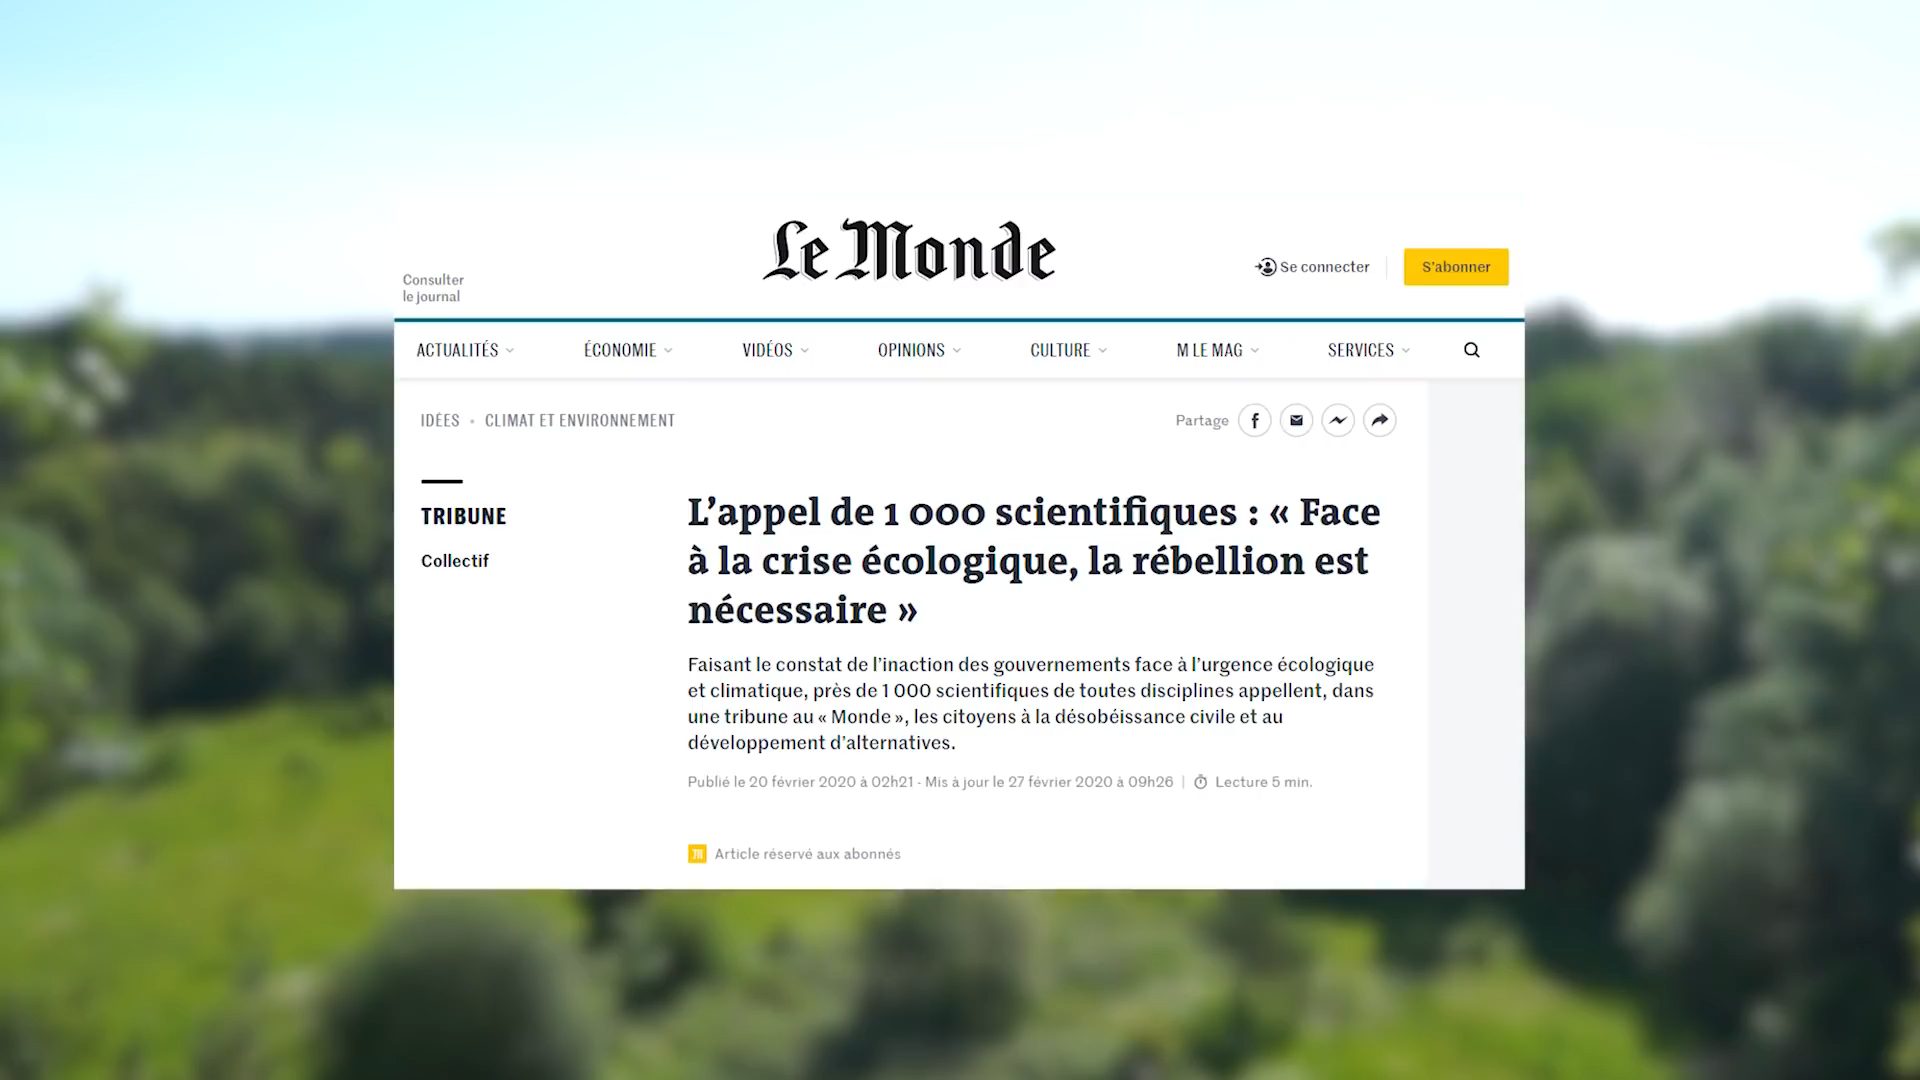 Le Monde
Consulter
le journal
Se connecter
S'abonner
ACTUALITÉS
ÉCONOMIE
VIDÉOS
OPINIONS
CULTURE
M LE MAG
SERVICES
IDÉES • CLIMAT ET ENVIRONNEMENT
Partage
TRIBUNE
Collectif
L’appel de 1 000 scientifiques : « Face
à la crise écologique, la rébellion est
nécessaire »
Faisant le constat de l’inaction des gouvernements face à l’urgence écologique
et climatique, près de 1 000 scientifiques de toutes disciplines appellent, dans
une tribune au « Monde », les citoyens à la désobéissance civile et au
développement d’alternatives.
Publié le 20 février 2020 à 02h21 - Mis à jour le 27 février 2020 à 09h26 | Lecture 5 min.
Article réservé aux abonnés